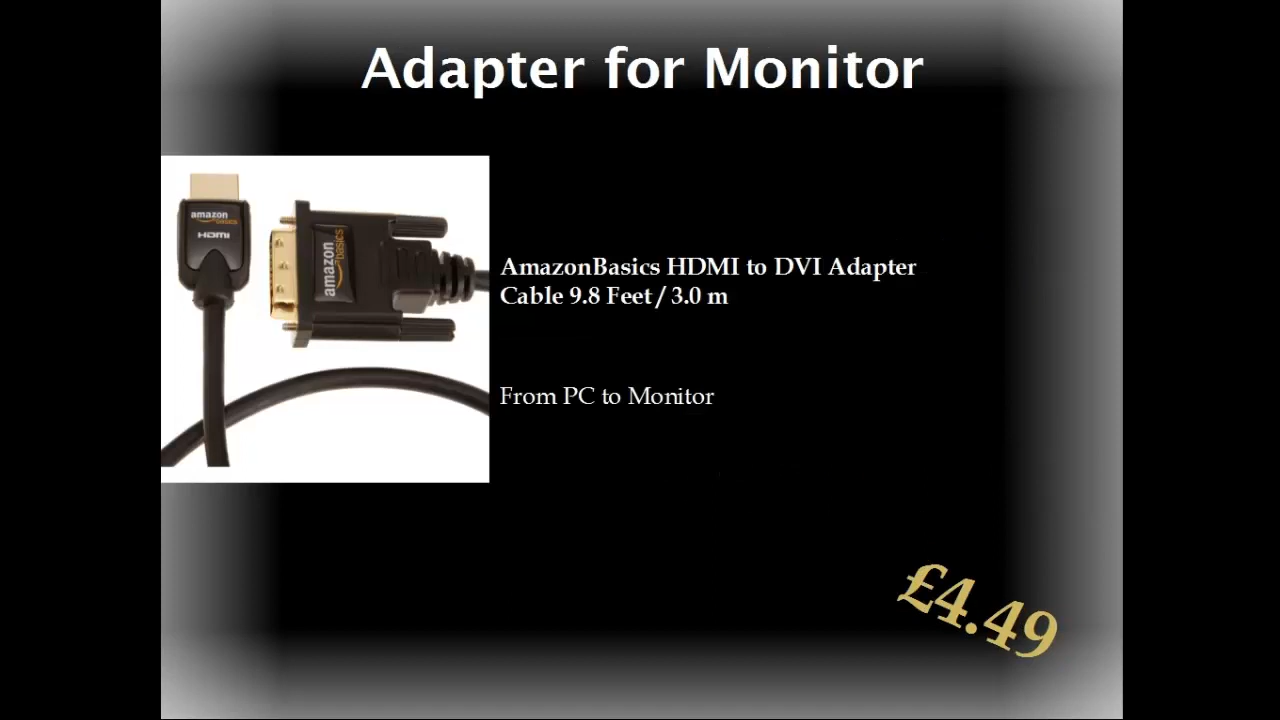 Adapter for Monitor
amazon
basics
HDMI
amazon
basics
AmazonBasics HDMI to DVI Adapter
Cable 9.8 Feet / 3.0 m
From PC to Monitor
£4.49